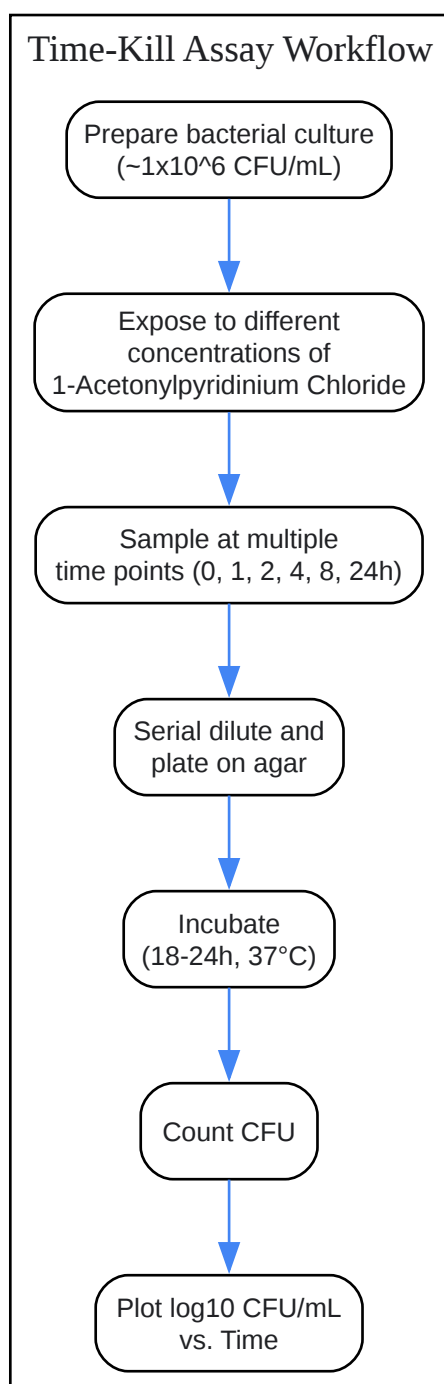 Time-Kill Assay Workflow
Prepare bacterial culture
(~1x10^6 CFU/mL)
Expose to different
concentrations of
1-Acetonylpyridinium Chloride
Sample at multiple
time points (0, 1, 2, 4, 8, 24h)
Serial dilute and
plate on agar
Incubate
(18-24h, 37°C)
Count CFU
Plot log10 CFU/mL
vs. Time